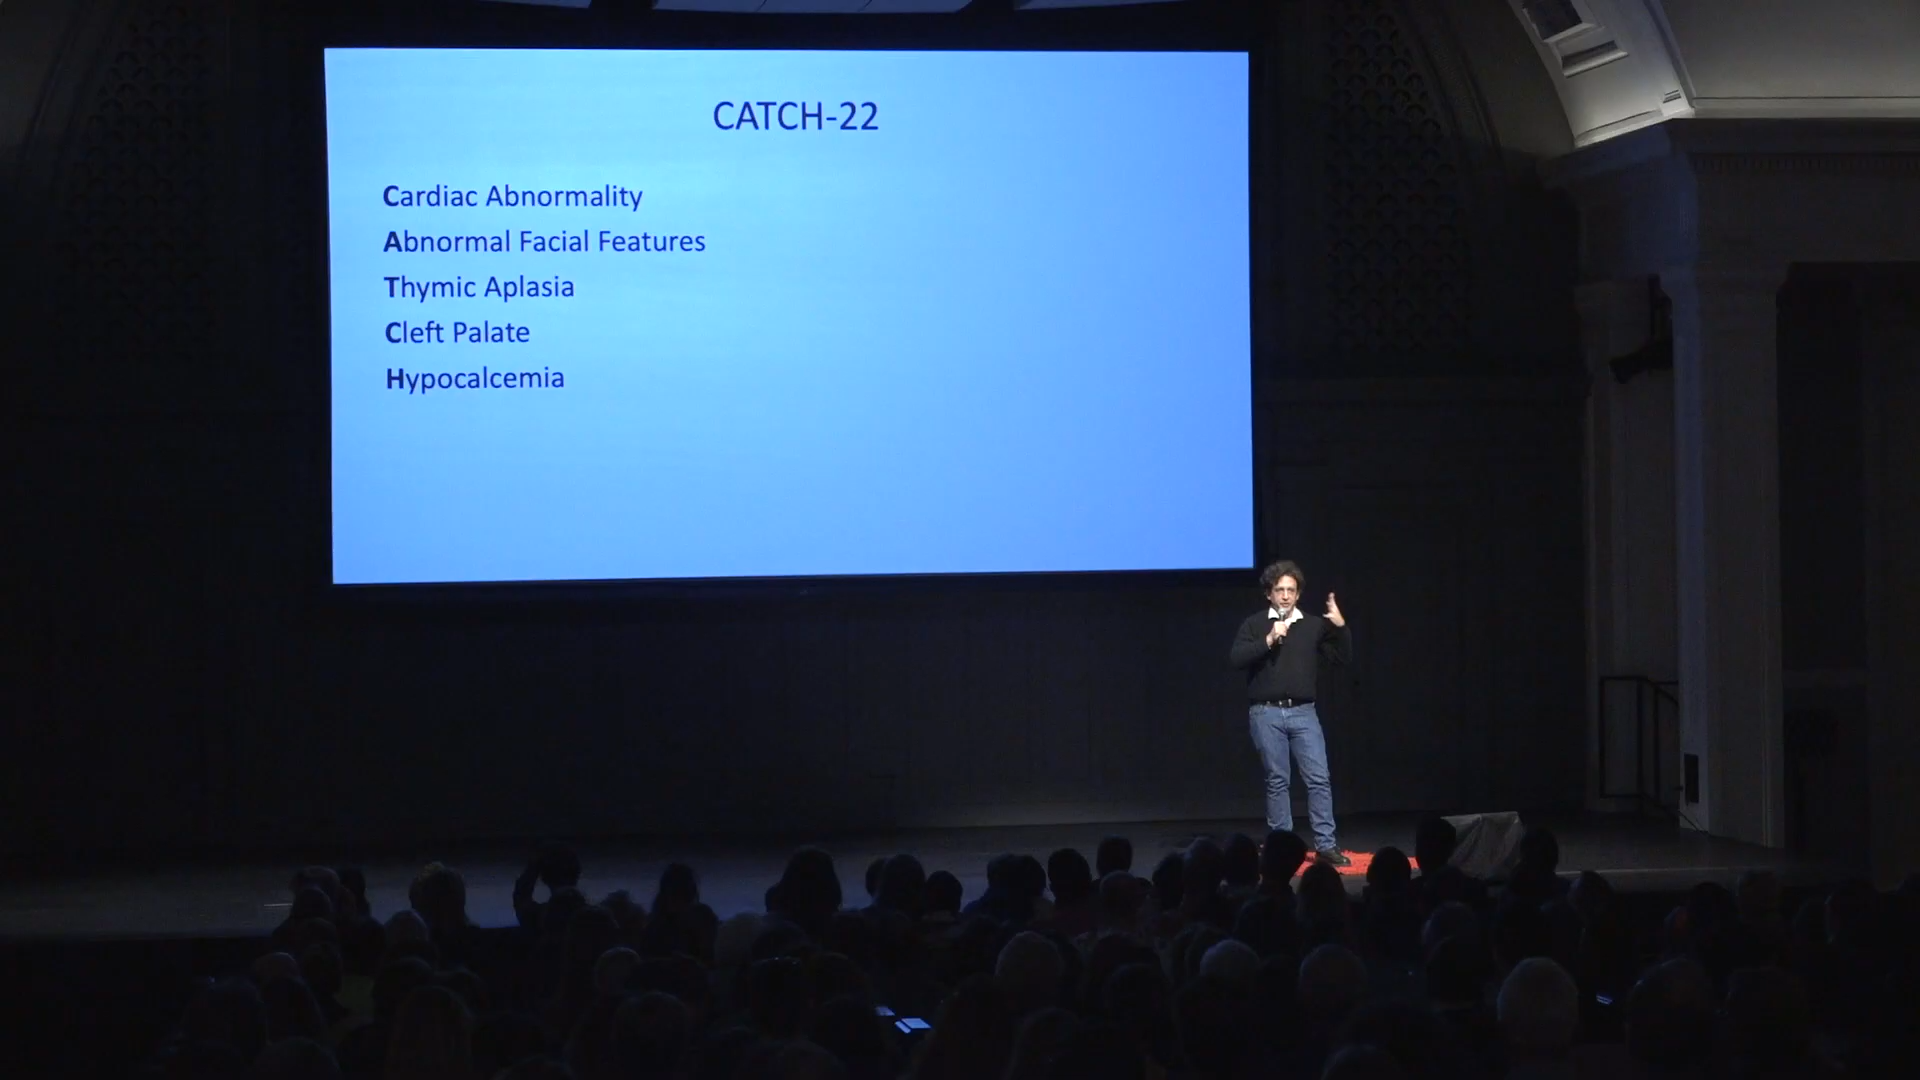 CATCH-22
Cardiac Abnormality
Abnormal Facial Features
Thymic Aplasia
Cleft Palate
Hypocalcemia